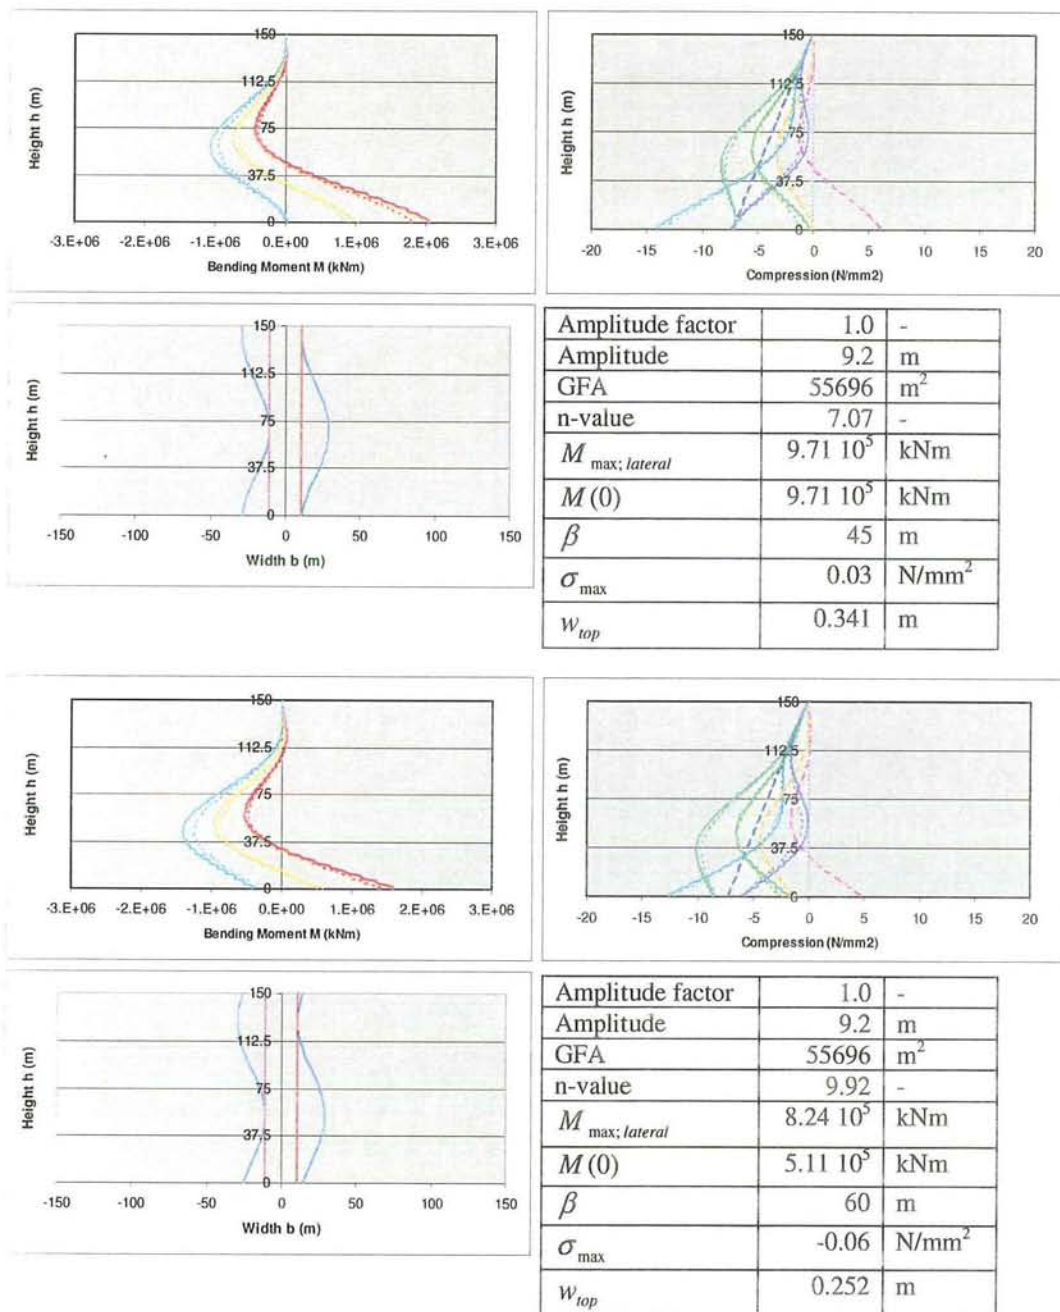 150
112.5
75
37.5
0
Height h (m)
-3.E+06 -2.E+06 -1.E+06 0.E+00 1.E+06 2.E+06 3.E+06
Bending Moment M (kNm)
150
112.5
75
37.5
0
Height h (m)
-20 -15 -10 -5 0 5 10 15 20
Compression (N/mm2)
150
112.5
75
37.5
0
Height h (m)
-150 -100 -50 0 50 100 150
Width b (m)
Amplitude factor 1.0 -
Amplitude 9.2 m
GFA 55696 m²
n-value 7.07 -
M max; lateral 9.71 10⁵ kNm
M (0) 9.71 10⁵ kNm
β 45 m
σ max 0.03 N/mm²
w top 0.341 m
150
112.5
75
37.5
0
Height h (m)
-3.E+06 -2.E+06 -1.E+06 0.E+00 1.E+06 2.E+06 3.E+06
Bending Moment M (kNm)
150
112.5
75
37.5
0
Height h (m)
-20 -15 -10 -5 0 5 10 15 20
Compression (N/mm2)
150
112.5
75
37.5
0
Height h (m)
-150 -100 -50 0 50 100 150
Width b (m)
Amplitude factor 1.0 -
Amplitude 9.2 m
GFA 55696 m²
n-value 9.92 -
M max; lateral 8.24 10⁵ kNm
M (0) 5.11 10⁵ kNm
β 60 m
σ max -0.06 N/mm²
w top 0.252 m